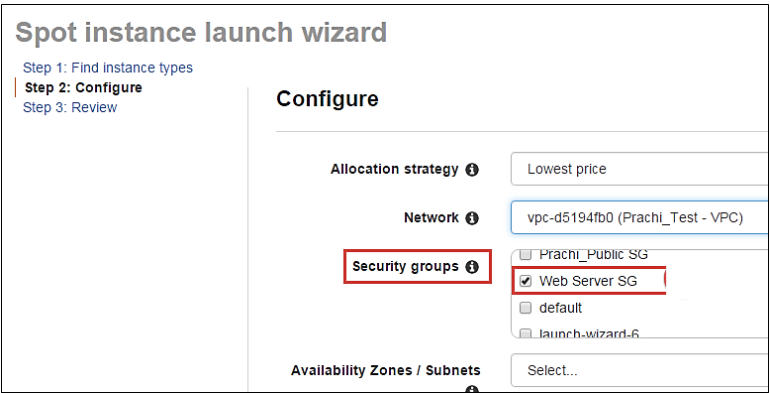 Spot instance launch wizard
Step 1: Find instance types
Step 2: Configure
Step 3: Review
Configure
Allocation strategy
Lowest price
Network
vpc-d5194fb0 (Prachi_Test - VPC)
Security groups
Prachi_Public SG
Web Server SG
default
launch-wizard-6
Availability Zones / Subnets
Select...